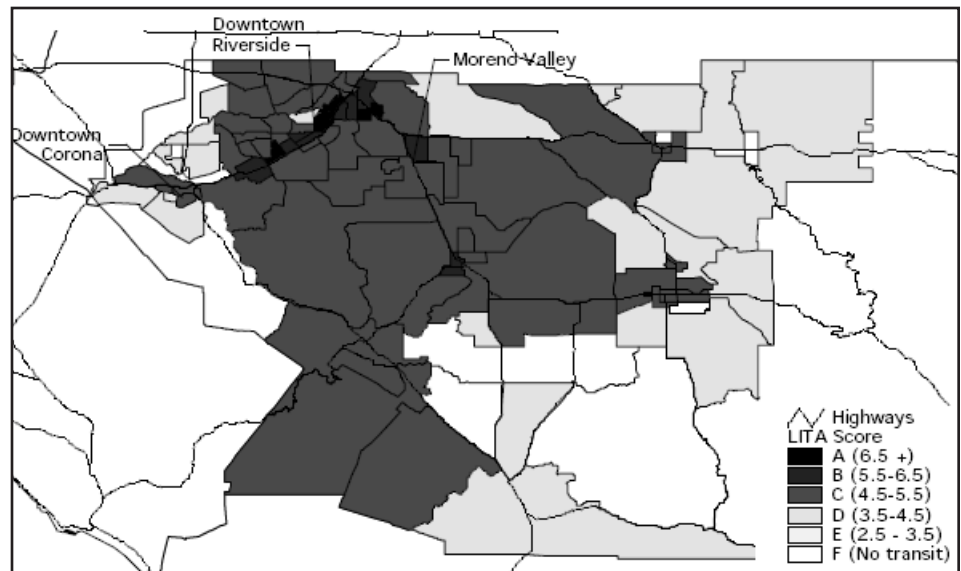 Downtown
Riverside
Moreno Valley
Downtown
Corona
Highways
LITA Score
A (6.5 +)
B (5.5-6.5)
C (4.5-5.5)
D (3.5-4.5)
E (2.5 - 3.5)
F (No transit)